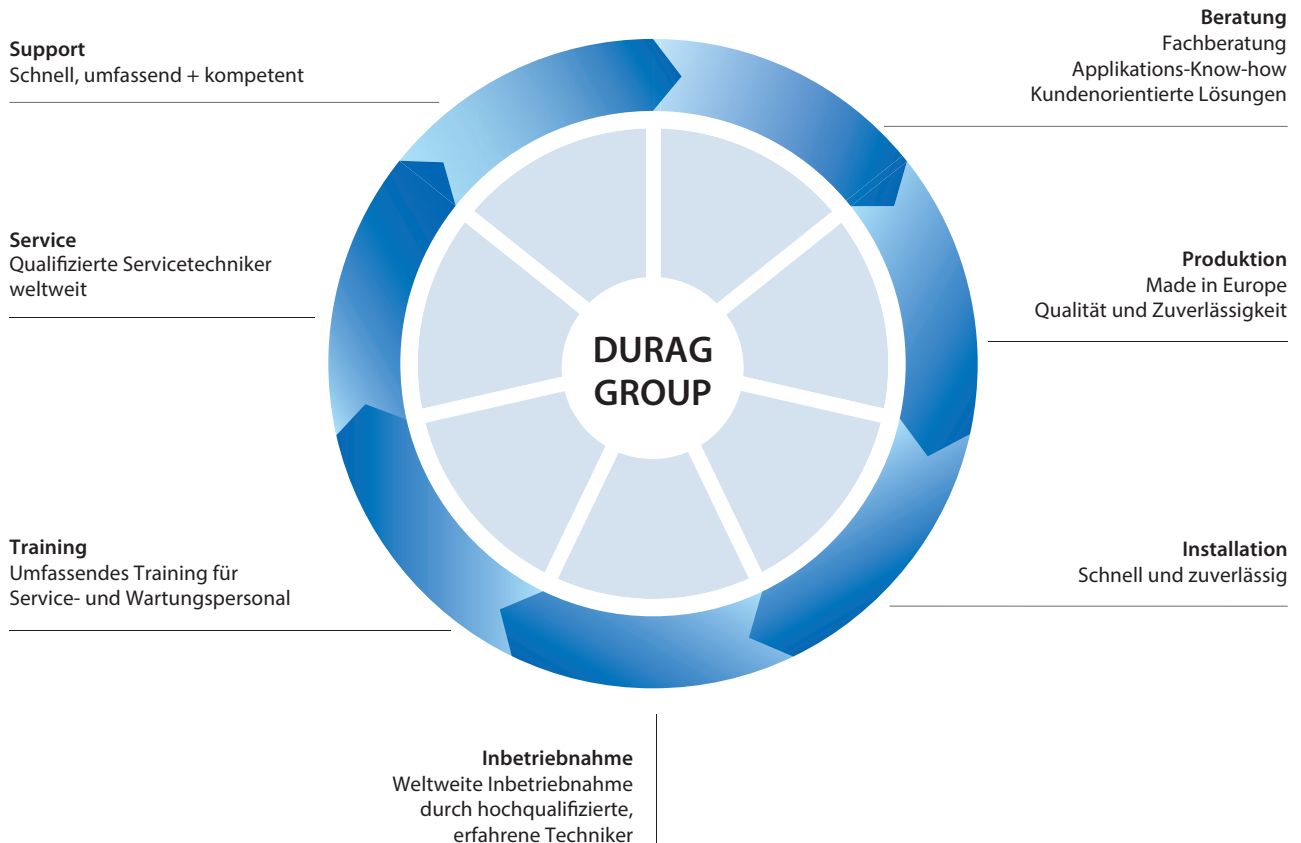 Support
Schnell, umfassend + kompetent
Beratung
Fachberatung
Applikations-Know-how
Kundenorientierte Lösungen
Service
Qualifizierte Servicetechniker
weltweit
Produktion
Made in Europe
Qualität und Zuverlässigkeit
DURAG
GROUP
Training
Umfassendes Training für
Service- und Wartungspersonal
Installation
Schnell und zuverlässig
Inbetriebnahme
Weltweite Inbetriebnahme
durch hochqualifizierte,
erfahrene Techniker